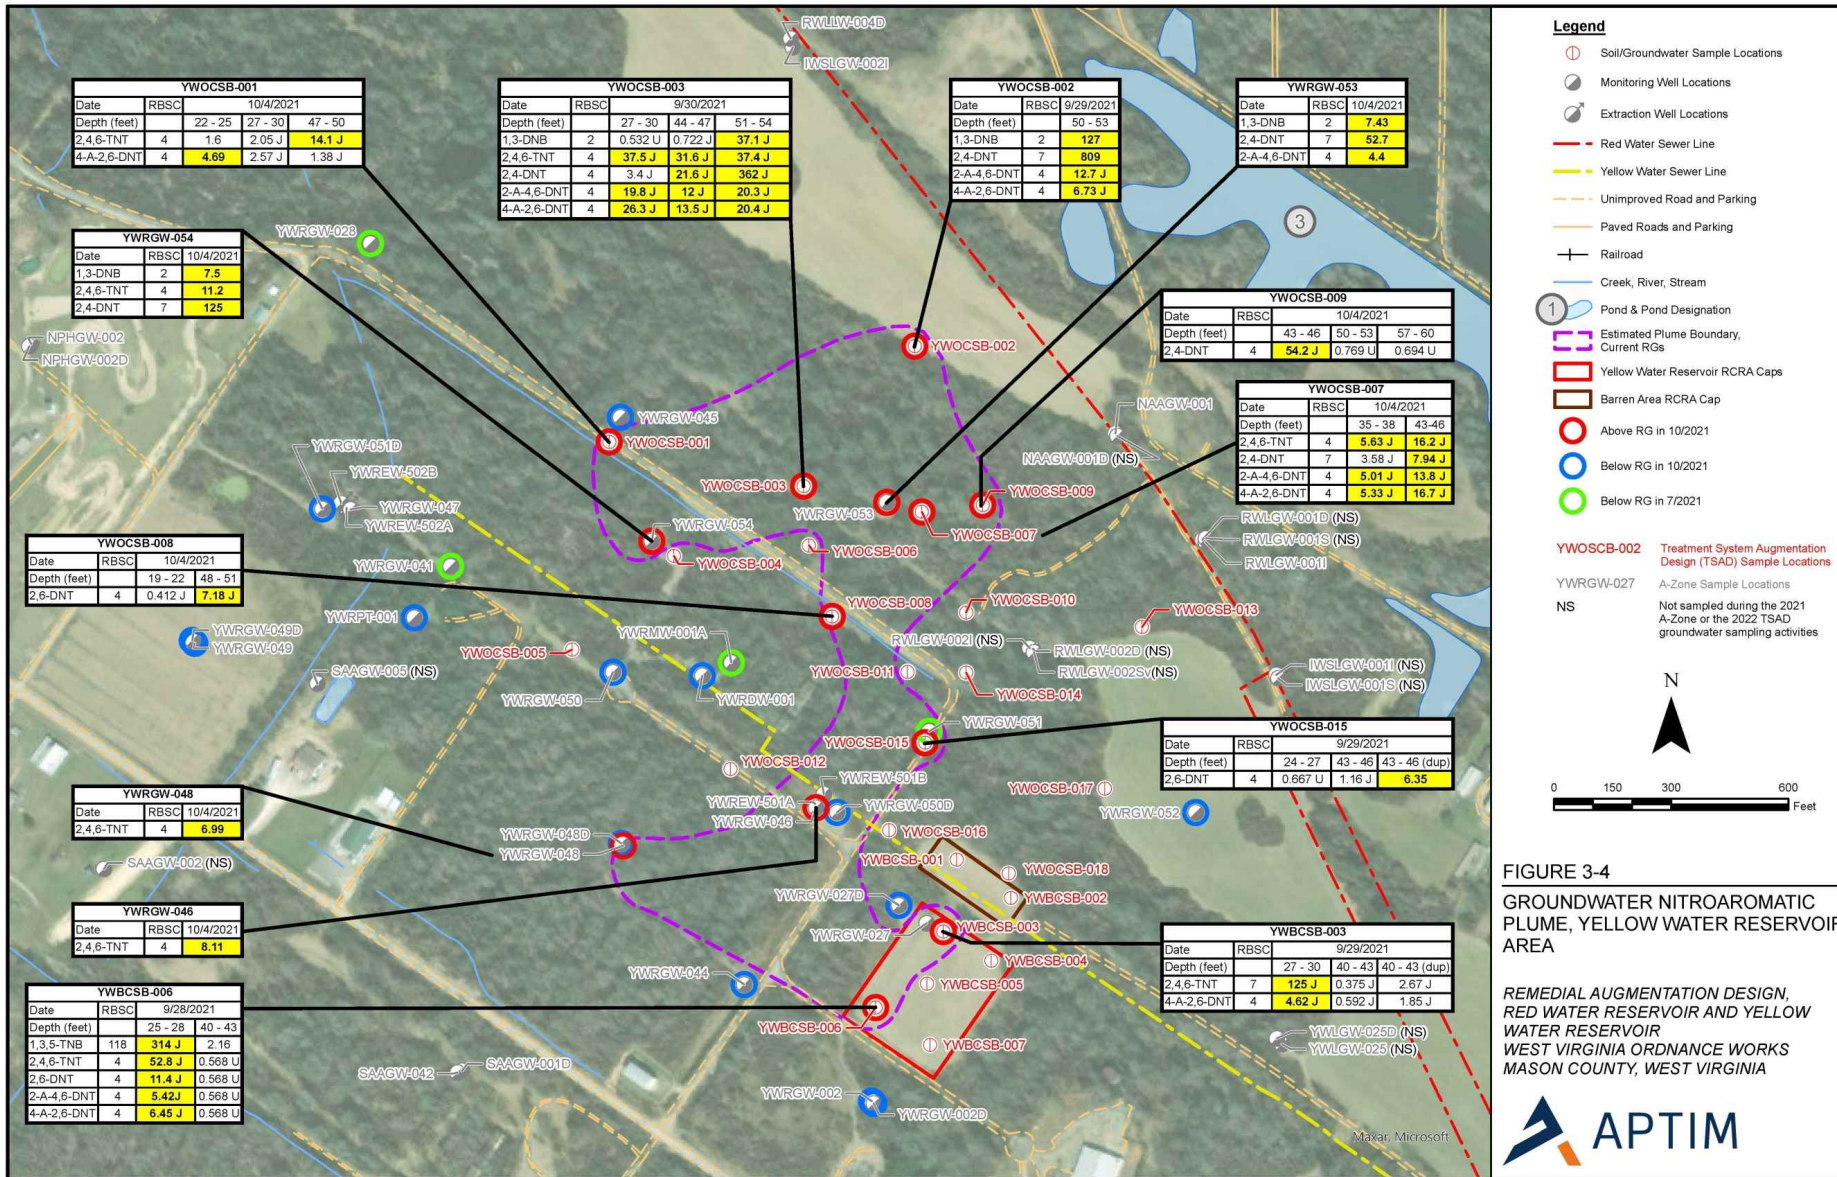 RWLLW-004D
IWSLGW-002I
YWOCSB-001
Date RBSC 10/4/2021
Depth (feet) 22 - 25 27 - 30 47 - 50
2,4,6-TNT 4 1.6 2.05 J 14.1 J
4-A-2,6-DNT 4 4.69 2.57 J 1.38 J
YWOCSB-003
Date RBSC 9/30/2021
Depth (feet) 27 - 30 44 - 47 51 - 54
1,3-DNB 2 0.532 U 0.722 J 37.1 J
2,4,6-TNT 4 37.5 J 31.6 J 37.4 J
2,4-DNT 4 3.4 J 21.6 J 362 J
2-A-4,6-DNT 4 19.8 J 12 J 20.3 J
4-A-2,6-DNT 4 26.3 J 13.5 J 20.4 J
YWOCSB-002
Date RBSC 9/29/2021
Depth (feet) 50 - 53
1,3-DNB 2 127
2,4-DNT 7 809
2-A-4,6-DNT 4 12.7 J
4-A-2,6-DNT 4 6.73 J
YWRGW-053
Date RBSC 10/4/2021
1,3-DNB 2 7.43
2,4-DNT 7 52.7
2-A-4,6-DNT 4 4.4
YWRGW-054
Date RBSC 10/4/2021
1,3-DNB 2 7.5
2,4,6-TNT 4 11.2
2,4-DNT 7 125
YWRGW-028
3
YWOCSB-009
Date RBSC 10/4/2021
Depth (feet) 43 - 46 50 - 53 57 - 60
2,4-DNT 4 54.2 J 0.769 U 0.694 U
YWOCSB-007
Date RBSC 10/4/2021
Depth (feet) 35 - 38 43-46
2,4,6-TNT 4 5.63 J 16.2 J
2,4-DNT 7 3.58 J 7.94 J
2-A-4,6-DNT 4 5.01 J 13.8 J
4-A-2,6-DNT 4 5.33 J 16.7 J
NPHGW-002
NPHGW-002D
YWOCSB-002
YWRGW-045
YWOCSB-001
NAAGW-001
NAAGW-001D (NS)
YWRGW-051D
YWREW-502B
YWRGW-047
YWREW-502A
YWOCSB-003
YWRGW-053
YWOCSB-009
YWOCSB-007
YWRGW-054
YWOCSB-004
YWOCSB-006
RWLGW-001D (NS)
RWLGW-001S (NS)
RWLGW-001I
YWOCSB-008
Date RBSC 10/4/2021
Depth (feet) 19 - 22 48 - 51
2,6-DNT 4 0.412 J 7.18 J
YWRGW-041
YWRPT-001
YWRGW-049D
YWRGW-049
SAAGW-005 (NS)
YWOCSB-005
YWRMW-001A
YWOCSB-008
YWOCSB-010
YWOCSB-013
RWLGW-002I (NS)
RWLGW-002D (NS)
RWLGW-002Sv(NS)
YWRGW-050
YWRDW-001
YWOCSB-011
YWOCSB-014
IWSLGW-001I (NS)
IWSLGW-001S (NS)
YWRGW-051
YWOCSB-015
YWOCSB-015
Date RBSC 9/29/2021
Depth (feet) 24 - 27 43 - 46 43 - 46 (dup)
2,6-DNT 4 0.667 U 1.16 J 6.35
YWOCSB-012
YWREW-501B
YWREW-501A
YWRGW-050D
YWRGW-046
YWOCSB-017
YWRGW-052
YWRGW-048
Date RBSC 10/4/2021
2,4,6-TNT 4 6.99
YWRGW-048D
YWRGW-048
SAAGW-002 (NS)
YWOCSB-016
YWBCSB-001
YWOCSB-018
YWBCSB-002
YWRGW-027D
YWRGW-027
YWBCSB-003
YWRGW-046
Date RBSC 10/4/2021
2,4,6-TNT 4 8.11
YWBCSB-003
Date RBSC 9/29/2021
Depth (feet) 27 - 30 40 - 43 40 - 43 (dup)
2,4,6-TNT 7 125 J 0.375 J 2.67 J
4-A-2,6-DNT 4 4.62 J 0.592 J 1.85 J
YWRGW-044
YWBCSB-004
YWBCSB-005
YWBCSB-006
YWBCSB-007
YWBCSB-006
Date RBSC 9/28/2021
Depth (feet) 25 - 28 40 - 43
1,3,5-TNB 118 314 J 2.16
2,4,6-TNT 4 52.8 J 0.568 U
2,6-DNT 4 11.4 J 0.568 U
2-A-4,6-DNT 4 5.42J 0.568 U
4-A-2,6-DNT 4 6.45 J 0.568 U
SAAGW-042
SAAGW-001D
YWRGW-002
YWRGW-002D
YWLGW-025D (NS)
YWLGW-025 (NS)
Maxar, Microsoft
Legend
Soil/Groundwater Sample Locations
Monitoring Well Locations
Extraction Well Locations
Red Water Sewer Line
Yellow Water Sewer Line
Unimproved Road and Parking
Paved Roads and Parking
Railroad
Creek, River, Stream
1 Pond & Pond Designation
Estimated Plume Boundary,
Current RGs
Yellow Water Reservoir RCRA Caps
Barren Area RCRA Cap
Above RG in 10/2021
Below RG in 10/2021
Below RG in 7/2021
YWOSCB-002 Treatment System Augmentation
Design (TSAD) Sample Locations
YWRGW-027 A-Zone Sample Locations
NS Not sampled during the 2021
A-Zone or the 2022 TSAD
groundwater sampling activities
N
0 150 300 600
Feet
FIGURE 3-4
GROUNDWATER NITROAROMATIC
PLUME, YELLOW WATER RESERVOIR
AREA
REMEDIAL AUGMENTATION DESIGN,
RED WATER RESERVOIR AND YELLOW
WATER RESERVOIR
WEST VIRGINIA ORDNANCE WORKS
MASON COUNTY, WEST VIRGINIA
APTIM